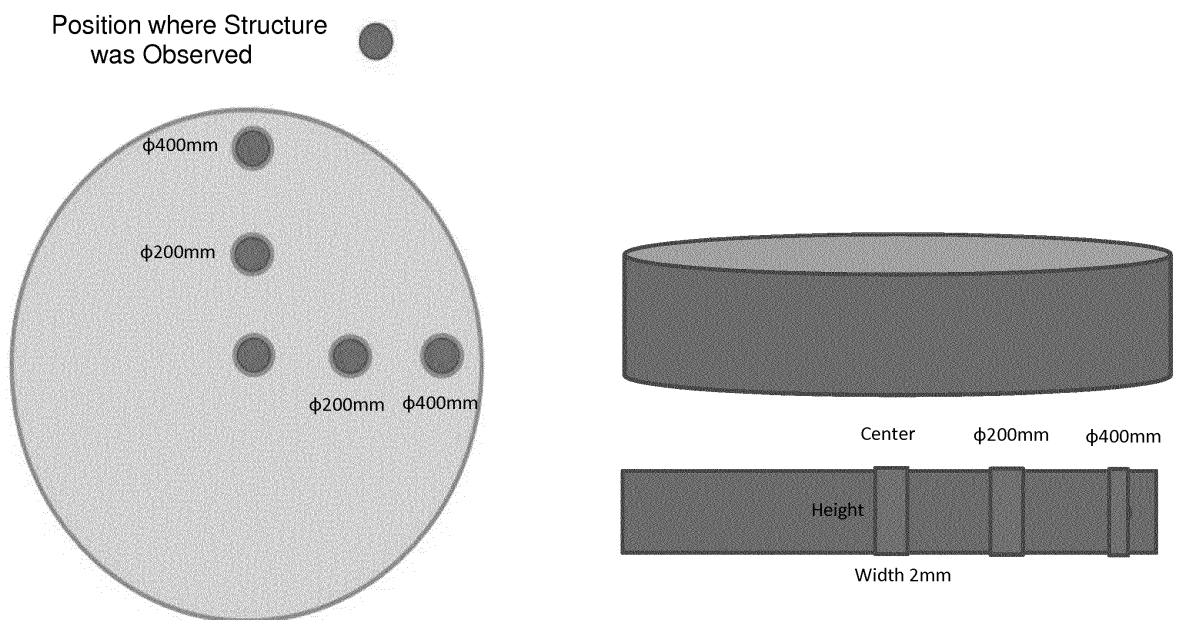 Position where Structure
was Observed
ϕ400mm
ϕ200mm
ϕ200mm ϕ400mm
Center ϕ200mm ϕ400mm
Height
Width 2mm